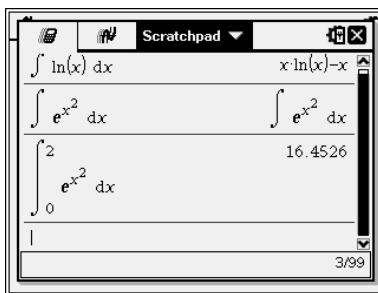 Scratchpad
∫ ln(x) dx    x·ln(x)−x
∫ e^x^2 dx    ∫ e^x^2 dx
∫_0^2 e^x^2 dx    16.4526
3/99